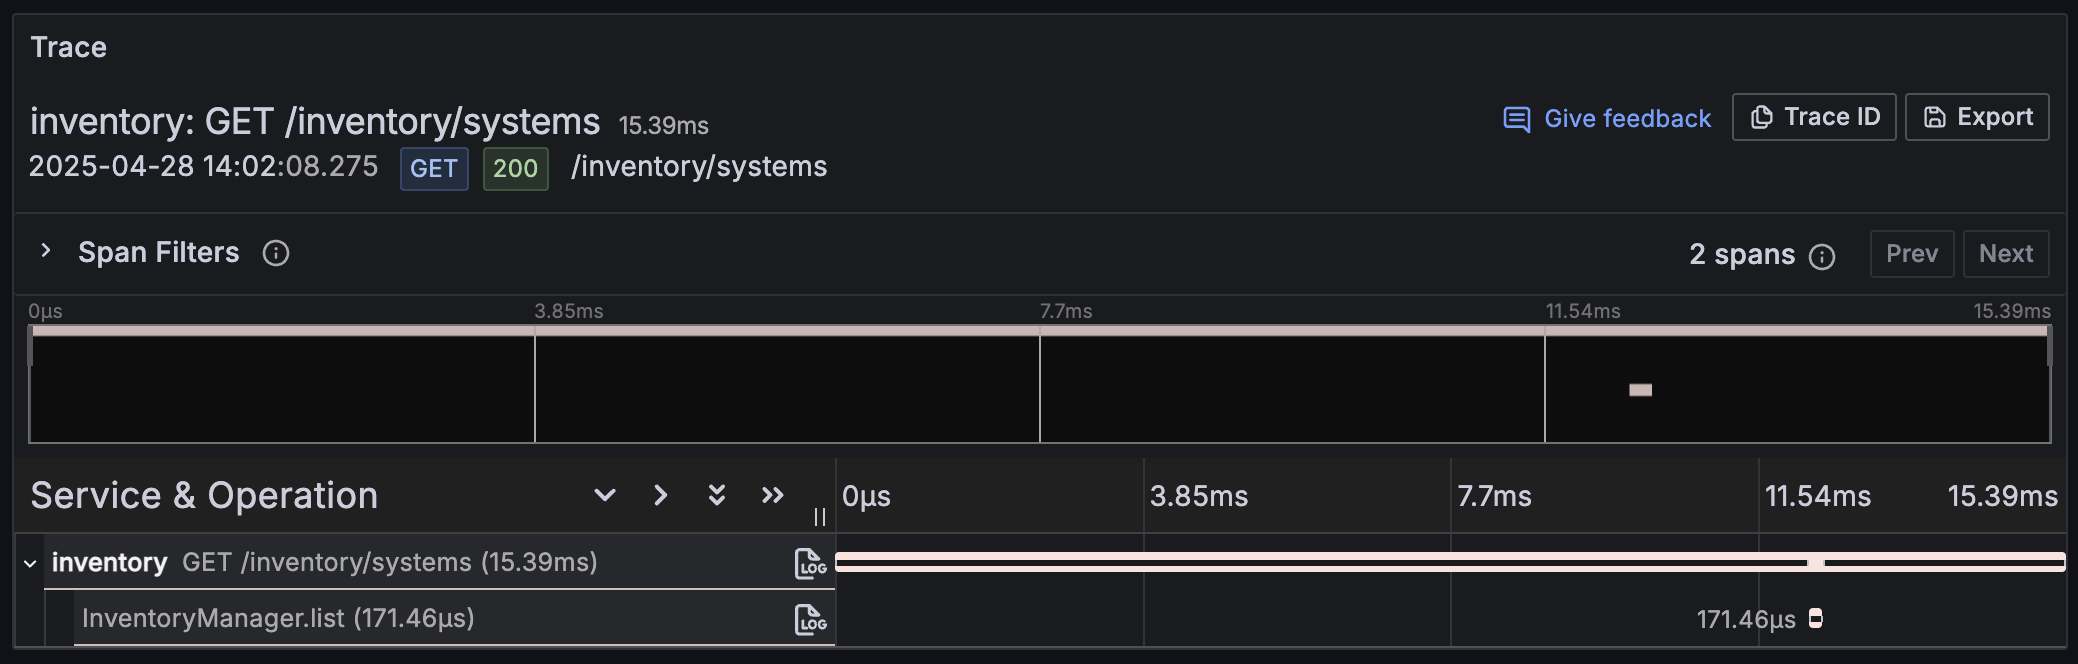 Trace
inventory: GET /inventory/systems 15.39ms
Give feedback
Trace ID
Export
2025-04-28 14:02:08.275 GET 200 /inventory/systems
Span Filters
2 spans
Prev
Next
0μs 3.85ms 7.7ms 11.54ms 15.39ms
Service & Operation
0μs 3.85ms 7.7ms 11.54ms 15.39ms
inventory GET /inventory/systems (15.39ms)
LOG
InventoryManager.list (171.46μs)
LOG
171.46μs